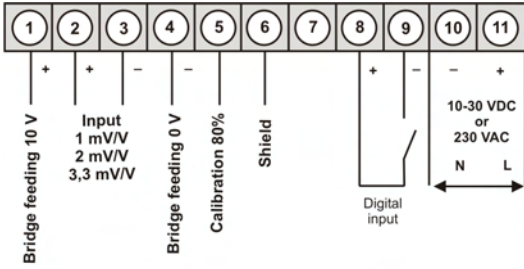 1 2 3 4 5 6 7 8 9 10 11
+ + – – + – – +
Bridge feeding 10 V
Input
1 mV/V
2 mV/V
3,3 mV/V
Bridge feeding 0 V
Calibration 80%
Shield
Digital
input
10-30 VDC
or
230 VAC
N L